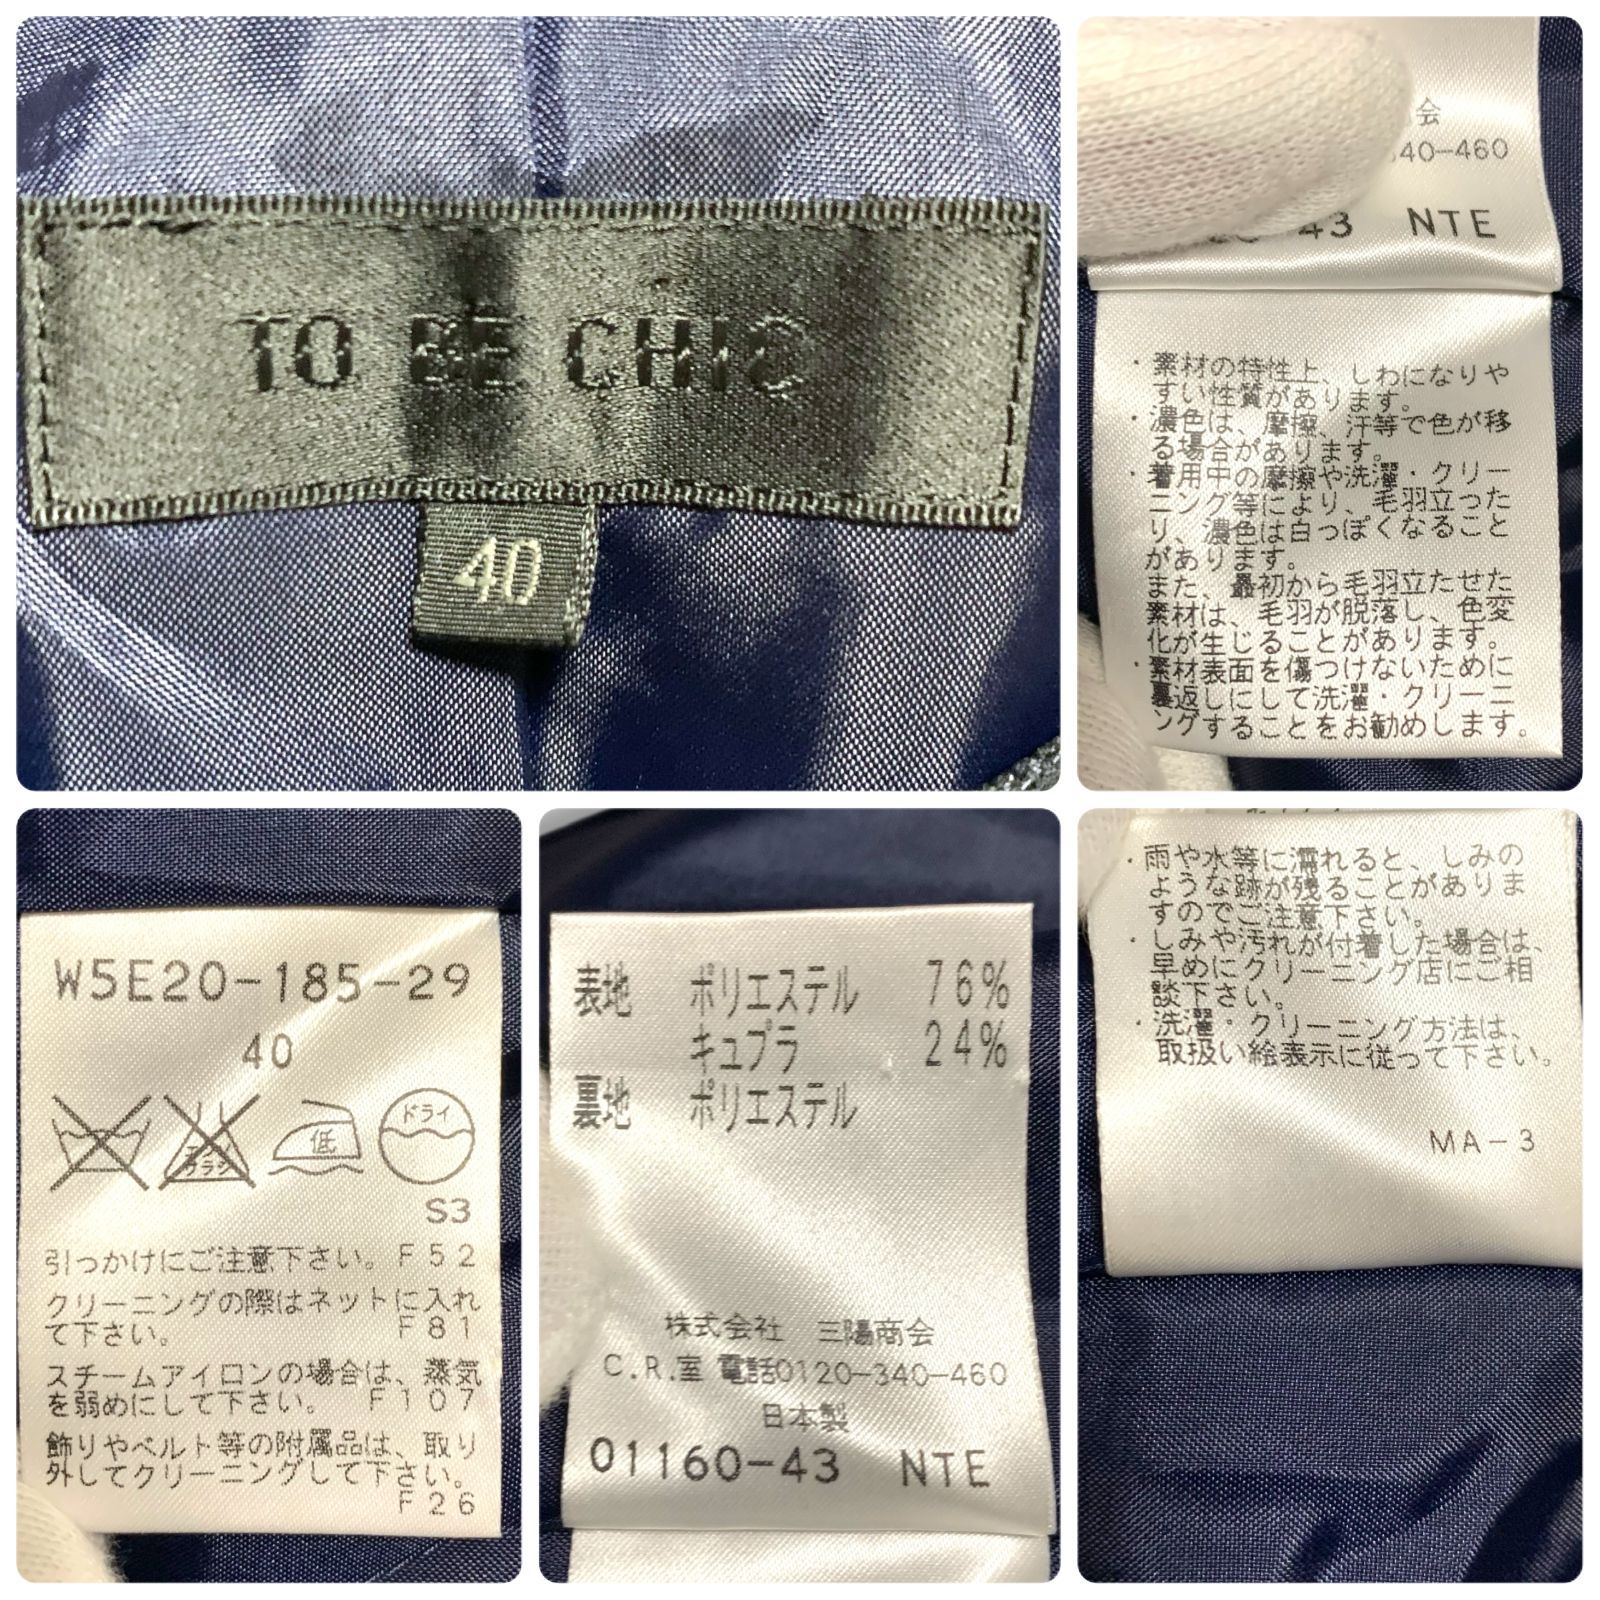 TO BE CHIC
40
会
40-460
43 NTE
・素材の特性上、しわになりや
すい性質があります。
・濃色は、摩擦、汗等で色が移
る場合があります。
・着用中の摩擦や洗濯・クリー
ニング等により、毛羽立った
り、濃色は白っぽくなること
があります。
また、最初から毛羽立たせた
素材は、毛羽が脱落し、色変
化が生じることがあります。
・素材表面を傷つけないために
裏返しにして洗濯・クリーニ
ングすることをお勧めします。
W5E20-185-29
40
エンソ
クラシ
低
ドライ
S3
引っかけにご注意下さい。F52
クリーニングの際はネットに入れ
て下さい。 F81
スチームアイロンの場合は、蒸気
を弱めにして下さい。 F107
飾りやベルト等の附属品は、取り
外してクリーニングして下さい。
F26
表地 ポリエステル 76%
キュプラ 24%
裏地 ポリエステル
株式会社 三陽商会
C.R.室 電話0120-340-460
日本製
01160-43 NTE
・雨や水等に濡れると、しみの
ような跡が残ることがありま
すのでご注意下さい。
・しみや汚れが付着した場合は、
早めにクリーニング店にご相
談下さい。
・洗濯・クリーニング方法は、
取扱い絵表示に従って下さい。
MA-3